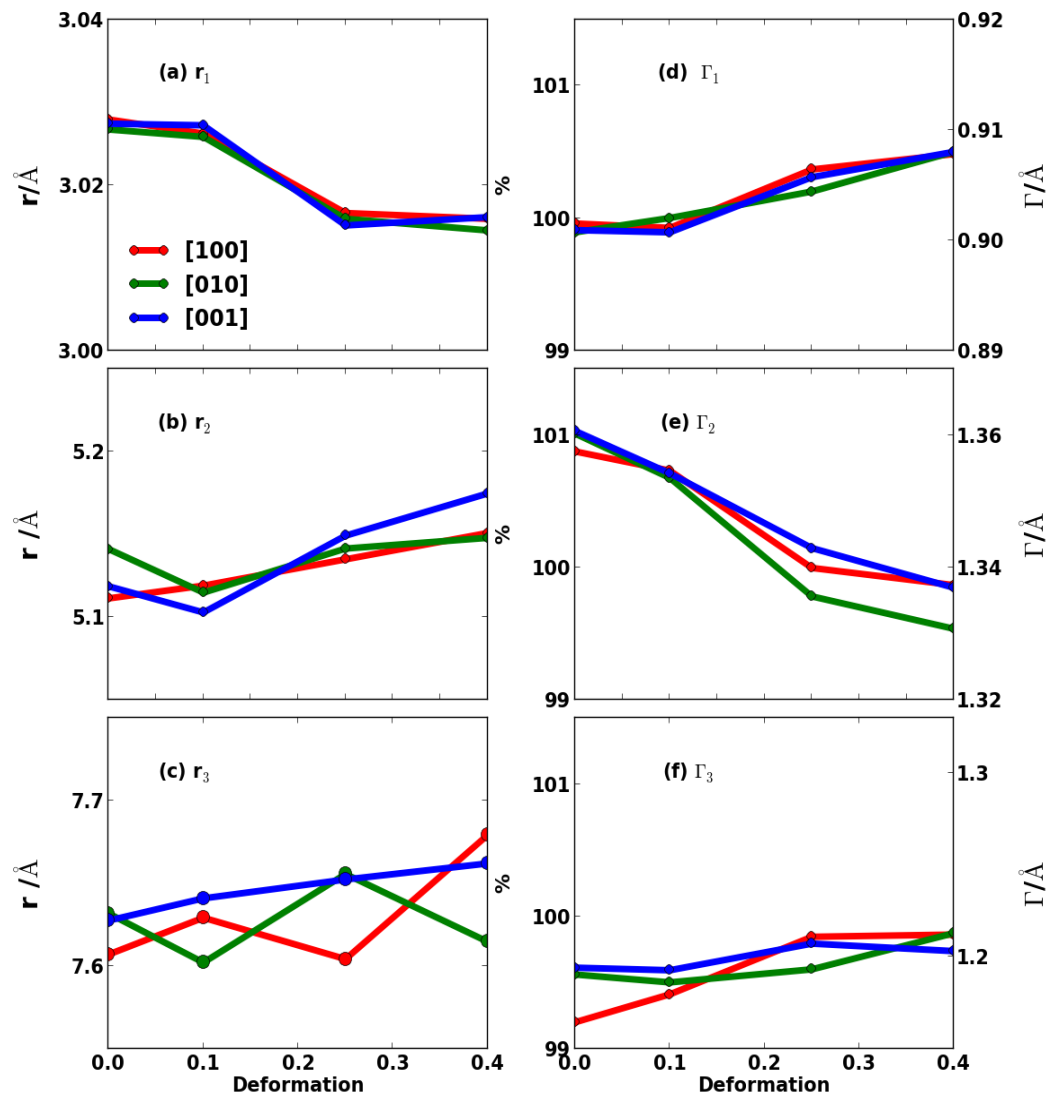 3.04
(a) r₁
r/Å
3.02
[100]
[010]
[001]
3.00
0.92
101
(d) Γ₁
0.91
%
100
Γ/Å
0.90
99
0.89
(b) r₂
5.2
r /Å
5.1
101
(e) Γ₂
1.36
%
100
Γ/Å
1.34
99
1.32
(c) r₃
7.7
r /Å
7.6
0.0
0.1
0.2
0.3
0.4
Deformation
101
(f) Γ₃
1.3
%
100
Γ/Å
1.2
99
0.0
0.1
0.2
0.3
0.4
Deformation